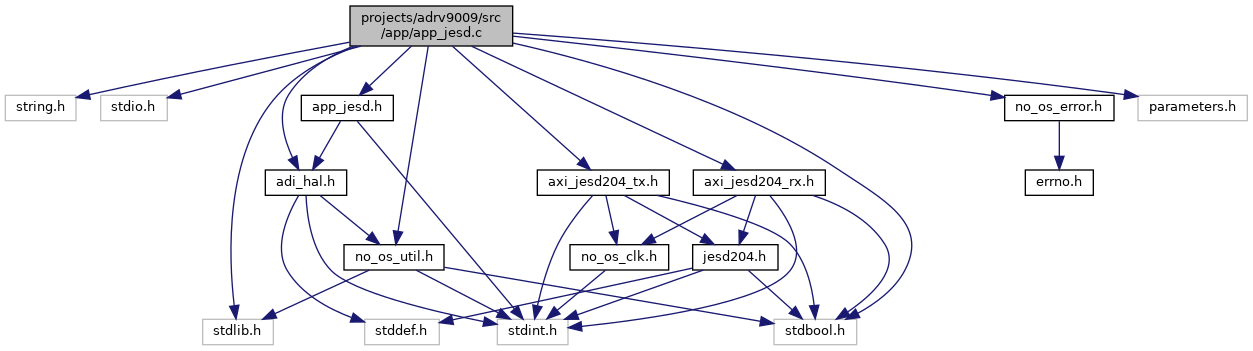 projects/adrv9009/src
/app/app_jesd.c
string.h
stdio.h
app_jesd.h
no_os_error.h
parameters.h
adi_hal.h
axi_jesd204_tx.h
axi_jesd204_rx.h
errno.h
no_os_util.h
no_os_clk.h
jesd204.h
stdlib.h
stddef.h
stdint.h
stdbool.h